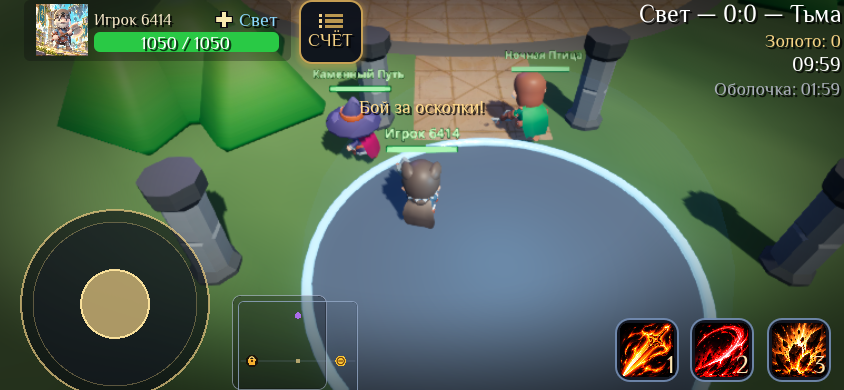 Игрок 6414
Свет
1050 / 1050
СЧЁТ
Свет — 0:0 — Тьма
Золото: 0
09:59
Оболочка: 01:59
Ночная Птица
Каменный Путь
Бой за осколки!
Игрок 6414
1
2
3